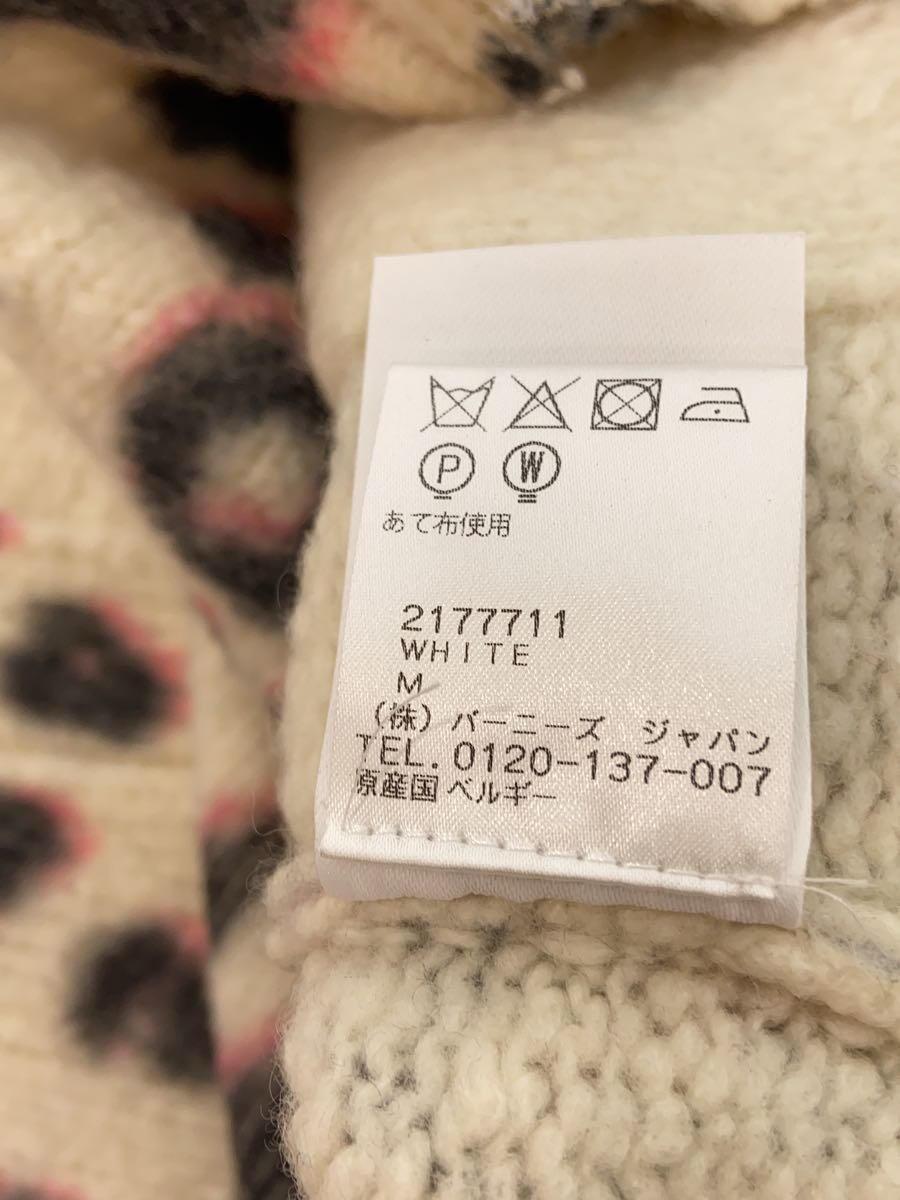 P W
あて布使用
2177711
WHITE
M
(株) バーニーズ ジャパン
TEL.0120-137-007
原産国 ベルギー